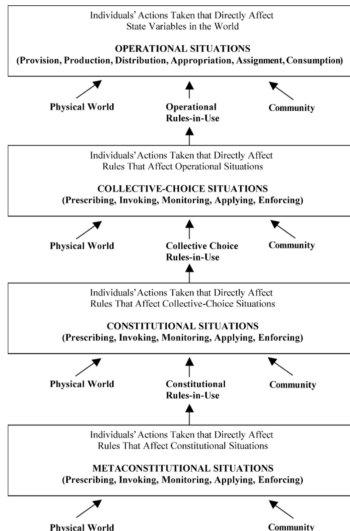 Individuals' Actions Taken that Directly Affect
State Variables in the World
OPERATIONAL SITUATIONS
(Provision, Production, Distribution, Appropriation, Assignment, Consumption)
Physical World Operational Community
Rules-in-Use
Individuals' Actions Taken that Directly Affect
Rules That Affect Operational Situations
COLLECTIVE-CHOICE SITUATIONS
(Prescribing, Invoking, Monitoring, Applying, Enforcing)
Physical World Collective Choice Community
Rules-in-Use
Individuals' Actions Taken that Directly Affect
Rules That Affect Collective-Choice Situations
CONSTITUTIONAL SITUATIONS
(Prescribing, Invoking, Monitoring, Applying, Enforcing)
Physical World Constitutional Community
Rules-in-Use
Individuals' Actions Taken that Directly Affect
Rules That Affect Constitutional Situations
METACONSTITUTIONAL SITUATIONS
(Prescribing, Invoking, Monitoring, Applying, Enforcing)
Physical World Community